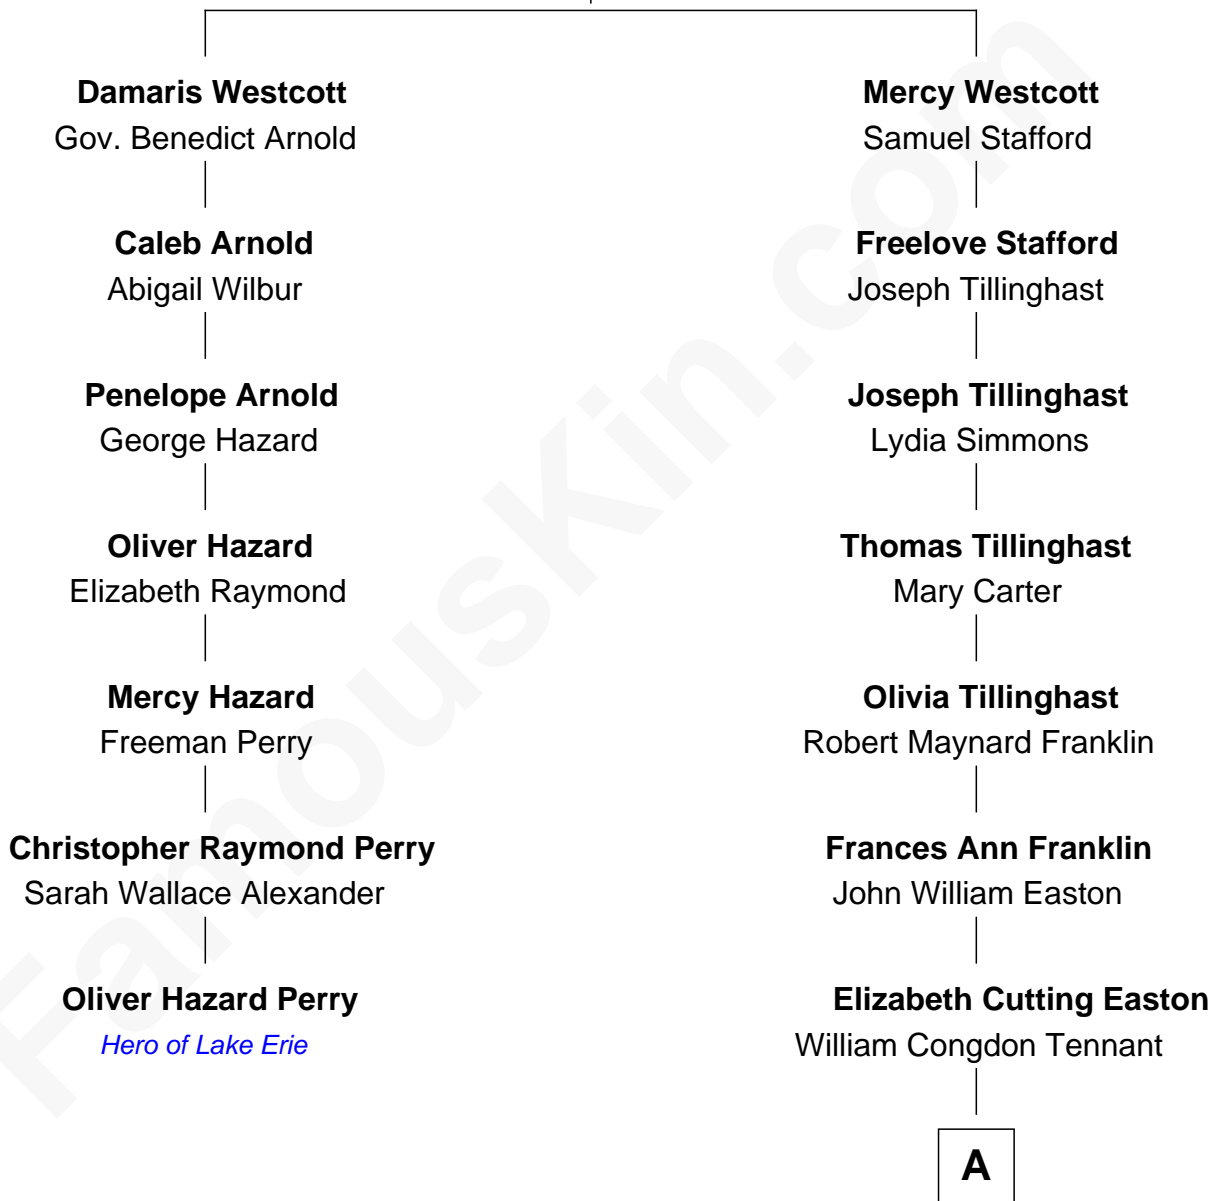 Damaris Westcott
Gov. Benedict Arnold
Caleb Arnold
Abigail Wilbur
Penelope Arnold
George Hazard
Oliver Hazard
Elizabeth Raymond
Mercy Hazard
Freeman Perry
Christopher Raymond Perry
Sarah Wallace Alexander
Oliver Hazard Perry
Hero of Lake Erie
Mercy Westcott
Samuel Stafford
Freelove Stafford
Joseph Tillinghast
Joseph Tillinghast
Lydia Simmons
Thomas Tillinghast
Mary Carter
Olivia Tillinghast
Robert Maynard Franklin
Frances Ann Franklin
John William Easton
Elizabeth Cutting Easton
William Congdon Tennant
A
FamousKin.com